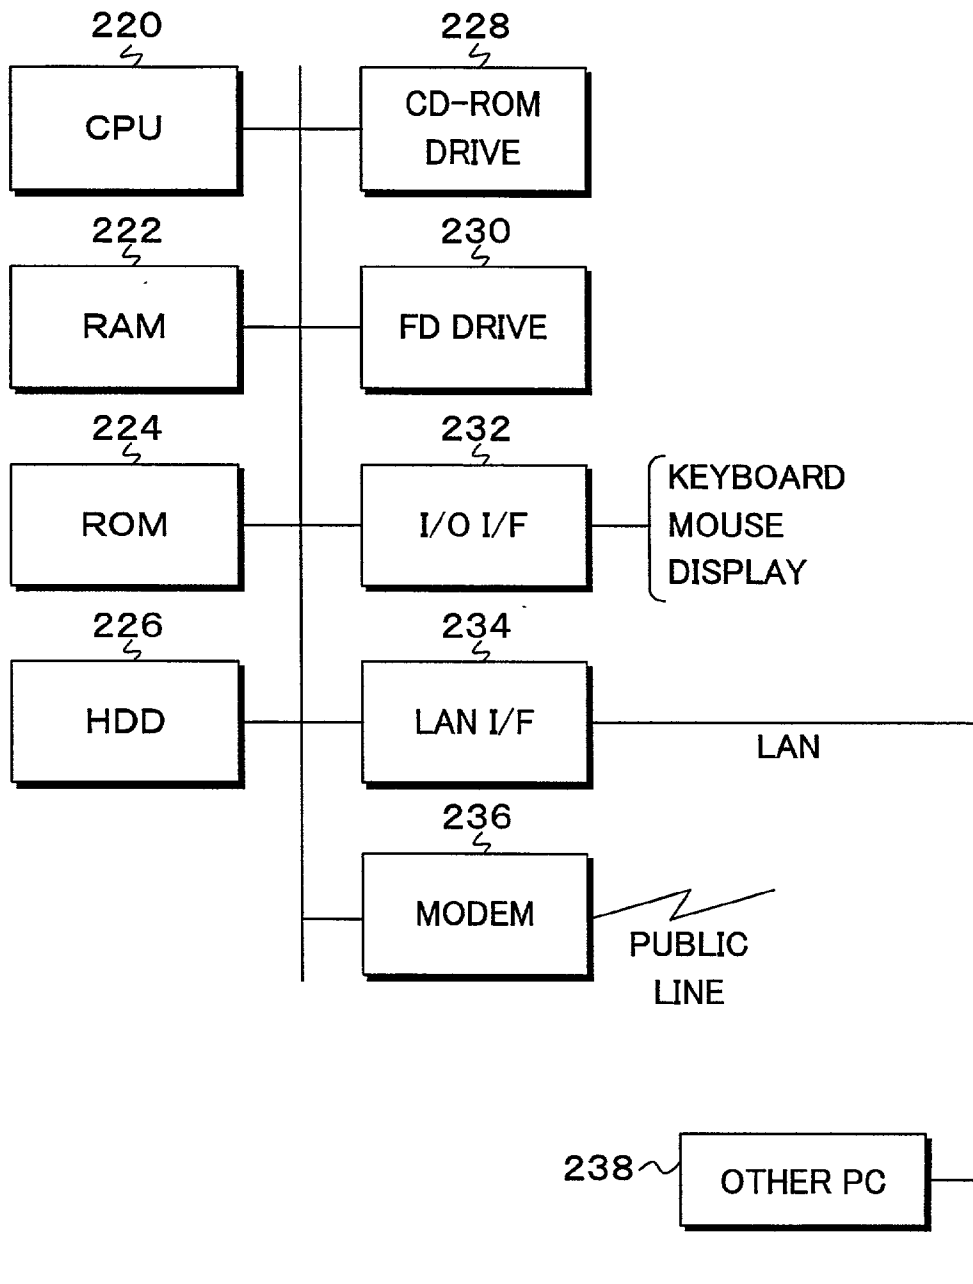 220
CPU
228
CD-ROM
DRIVE
222
RAM
230
FD DRIVE
224
ROM
232
I/O I/F
KEYBOARD
MOUSE
DISPLAY
226
HDD
234
LAN I/F
LAN
236
MODEM
PUBLIC
LINE
238
OTHER PC